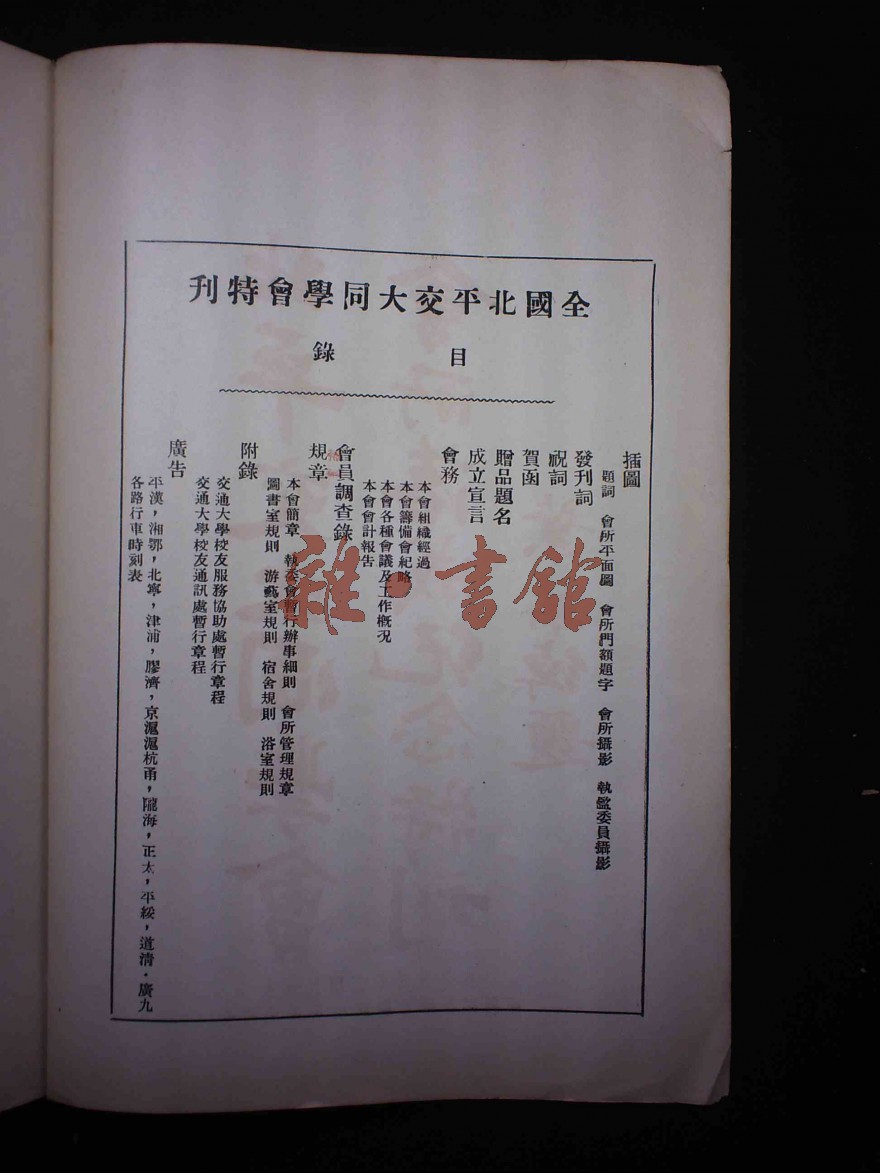 全國北平交大同學會特刊
目錄
插圖
題詞 會所平面圖 會所門額題字 會所攝影 執監委員攝影
發刊詞
祝詞
賀函
贈品題名
成立宣言
會務
本會組織經過
本會籌備會紀略
本會各種會議及工作概况
本會會計報告
會員調查錄
規章
本會簡章 執委會暫行辦事細則 會所管理規章
圖書室規則 游藝室規則 宿舍規則 浴室規則
附錄
交通大學校友服務協助處暫行章程
交通大學校友通訊處暫行章程
廣告
平漢，湘鄂，北寧，津浦，膠濟，京滬滬杭甬，隴海，正太，平綏，道清．廣九
各路行車時刻表
雜·書館